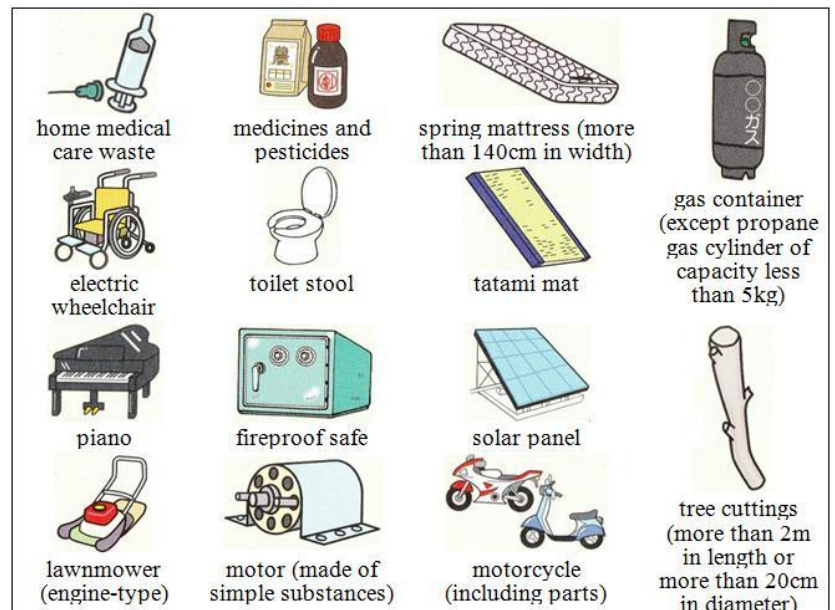 home medical
care waste
medicines and
pesticides
spring mattress (more
than 140cm in width)
○○ガス
gas container
(except propane
gas cylinder of
capacity less
than 5kg)
electric
wheelchair
toilet stool
tatami mat
piano
fireproof safe
solar panel
tree cuttings
(more than 2m
in length or
more than 20cm
in diameter)
lawnmower
(engine-type)
motor (made of
simple substances)
motorcycle
(including parts)